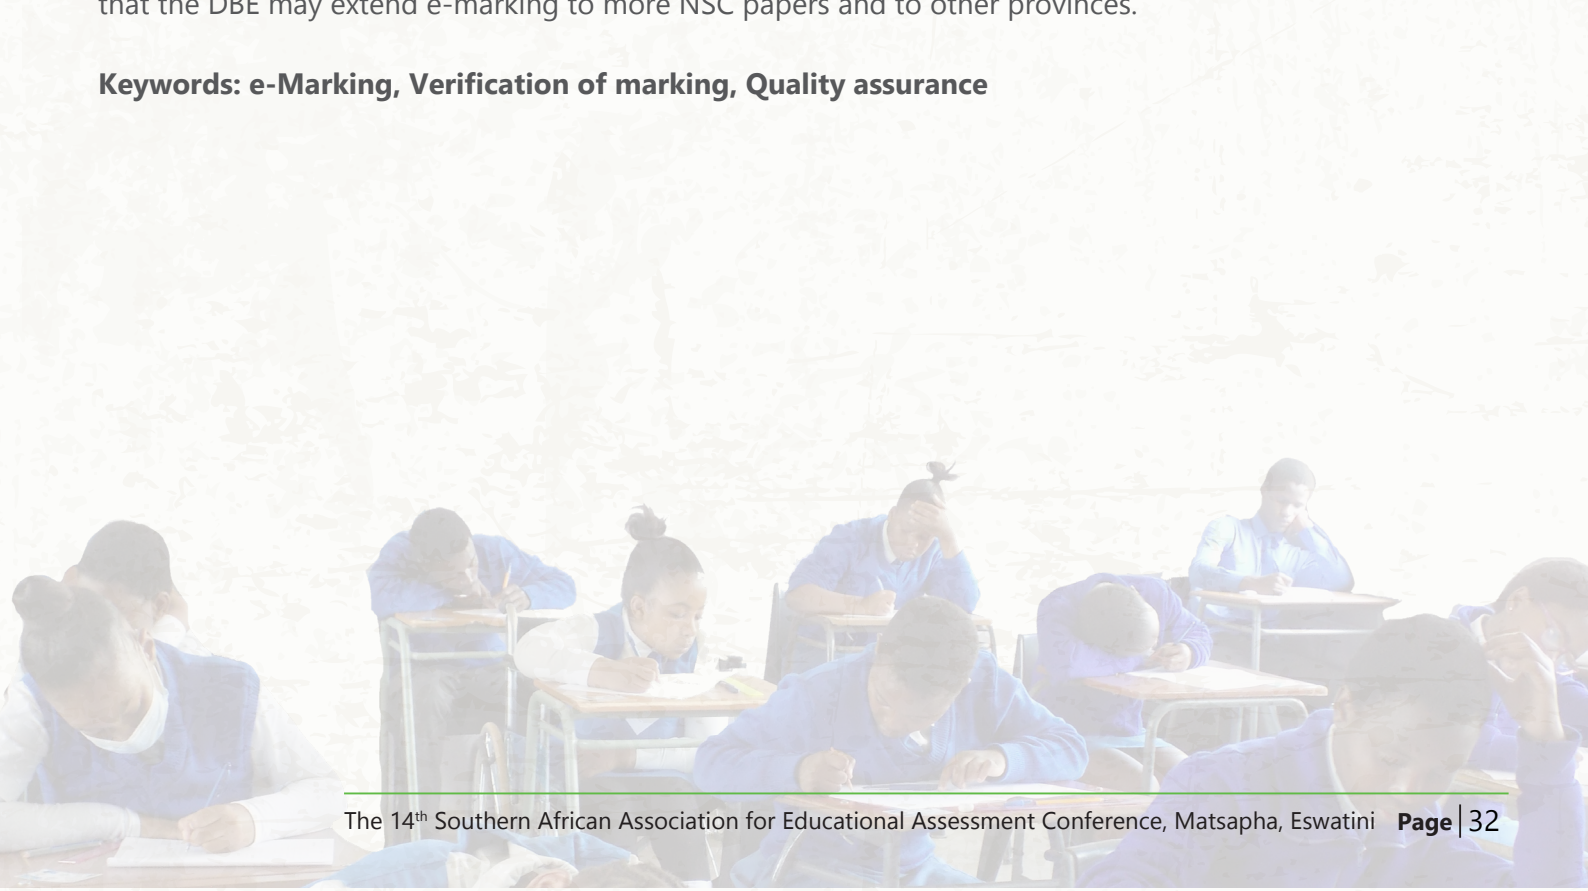 that the DBE may extend e-marking to more NSC papers and to other provinces.
Keywords: e-Marking, Verification of marking, Quality assurance
The 14th Southern African Association for Educational Assessment Conference, Matsapha, Eswatini Page|32